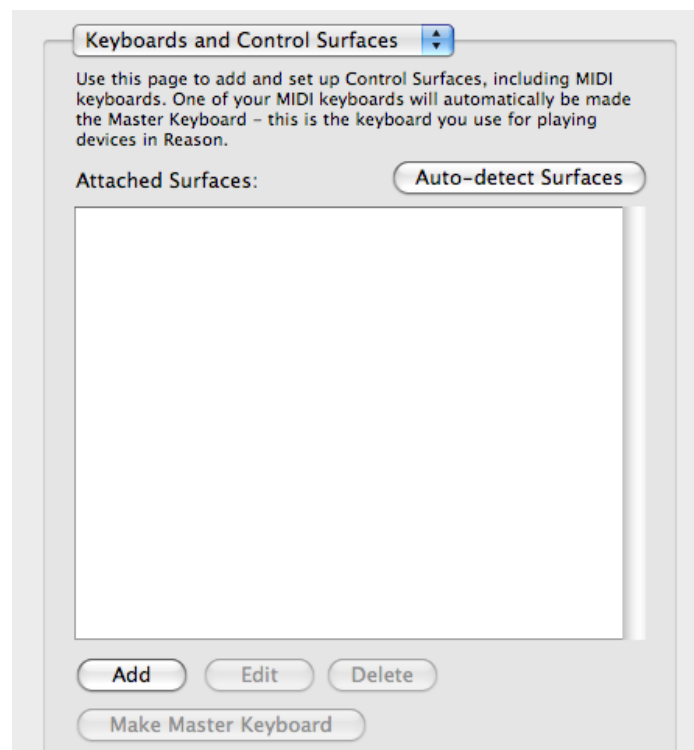 Keyboards and Control Surfaces
Use this page to add and set up Control Surfaces, including MIDI
keyboards. One of your MIDI keyboards will automatically be made
the Master Keyboard – this is the keyboard you use for playing
devices in Reason.
Attached Surfaces: Auto-detect Surfaces
Add Edit Delete
Make Master Keyboard